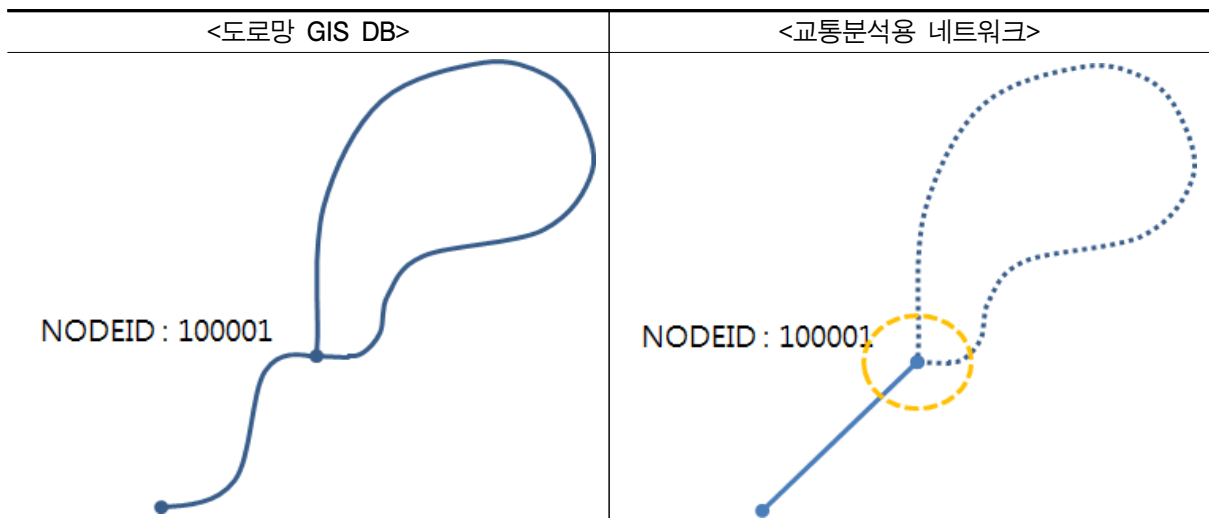 <도로망 GIS DB>
<교통분석용 네트워크>
NODEID : 100001
NODEID : 100001